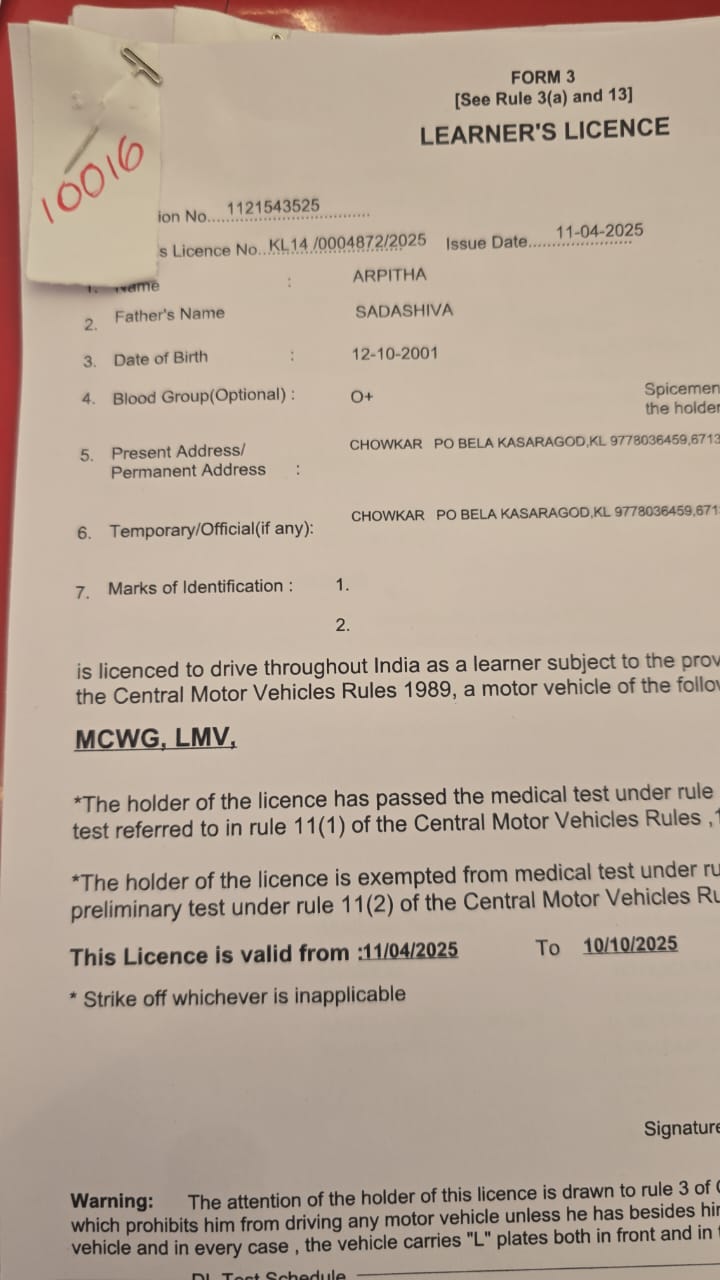 10016
FORM 3
[See Rule 3(a) and 13]
LEARNER'S LICENCE
ion No.. 1121543525
s Licence No.. KL14 /0004872/2025 Issue Date.. 11-04-2025
1. Name : ARPITHA
2. Father's Name SADASHIVA
3. Date of Birth : 12-10-2001
4. Blood Group(Optional) : O+ Spicemen
the holder
5. Present Address/ CHOWKAR PO BELA KASARAGOD,KL 9778036459,6713
Permanent Address :
6. Temporary/Official(if any): CHOWKAR PO BELA KASARAGOD,KL 9778036459,671
7. Marks of Identification : 1.
2.
is licenced to drive throughout India as a learner subject to the prov
the Central Motor Vehicles Rules 1989, a motor vehicle of the follov
MCWG, LMV,
*The holder of the licence has passed the medical test under rule
test referred to in rule 11(1) of the Central Motor Vehicles Rules ,1
*The holder of the licence is exempted from medical test under ru
preliminary test under rule 11(2) of the Central Motor Vehicles Ru
This Licence is valid from :11/04/2025 To 10/10/2025
* Strike off whichever is inapplicable
Signature
Warning: The attention of the holder of this licence is drawn to rule 3 of C
which prohibits him from driving any motor vehicle unless he has besides hir
vehicle and in every case , the vehicle carries "L" plates both in front and in
DL Test Schedule